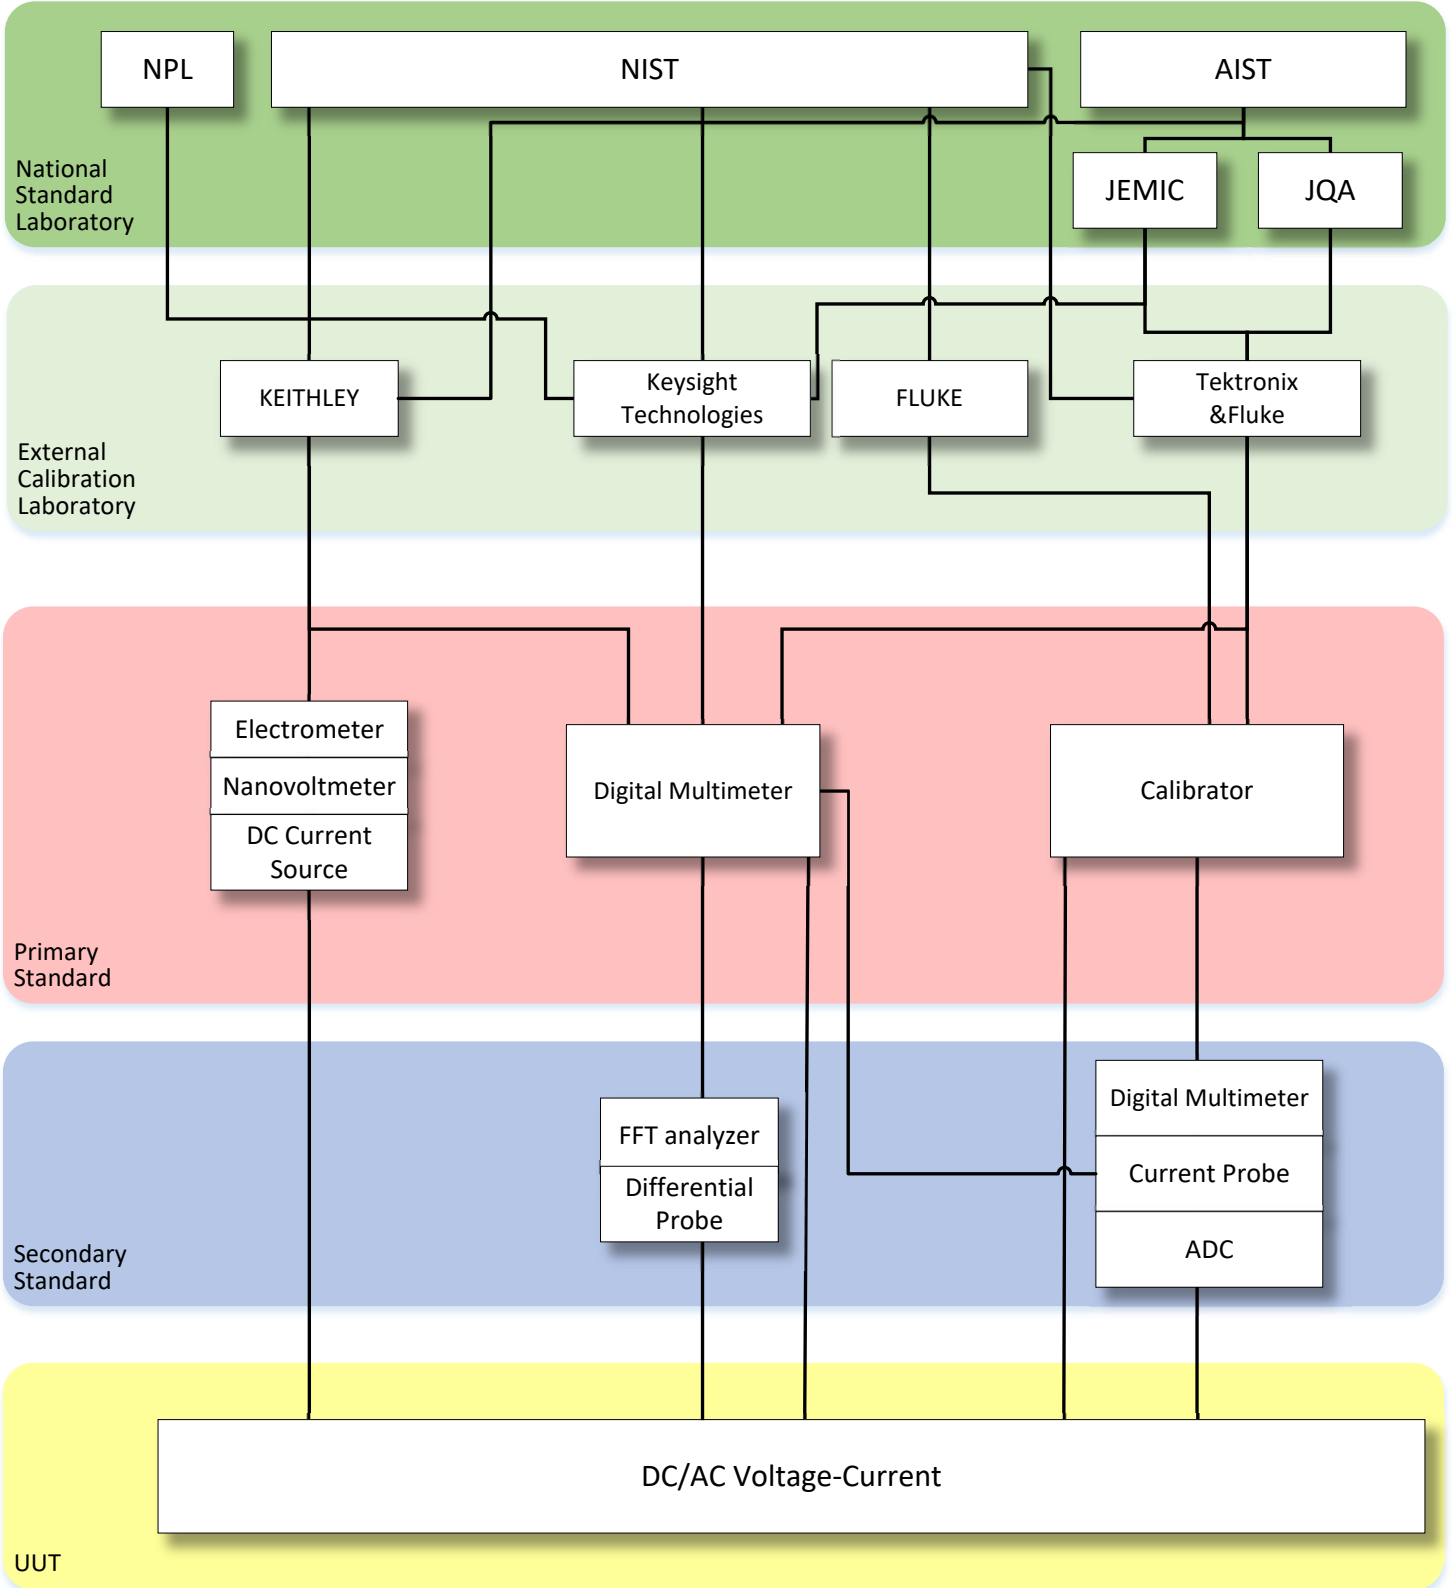 NPL
NIST
AIST
National
Standard
Laboratory
JEMIC
JQA
KEITHLEY
Keysight
Technologies
FLUKE
Tektronix
&Fluke
External
Calibration
Laboratory
Electrometer
Nanovoltmeter
DC Current
Source
Digital Multimeter
Calibrator
Primary
Standard
FFT analyzer
Differential
Probe
Digital Multimeter
Current Probe
ADC
Secondary
Standard
DC/AC Voltage-Current
UUT